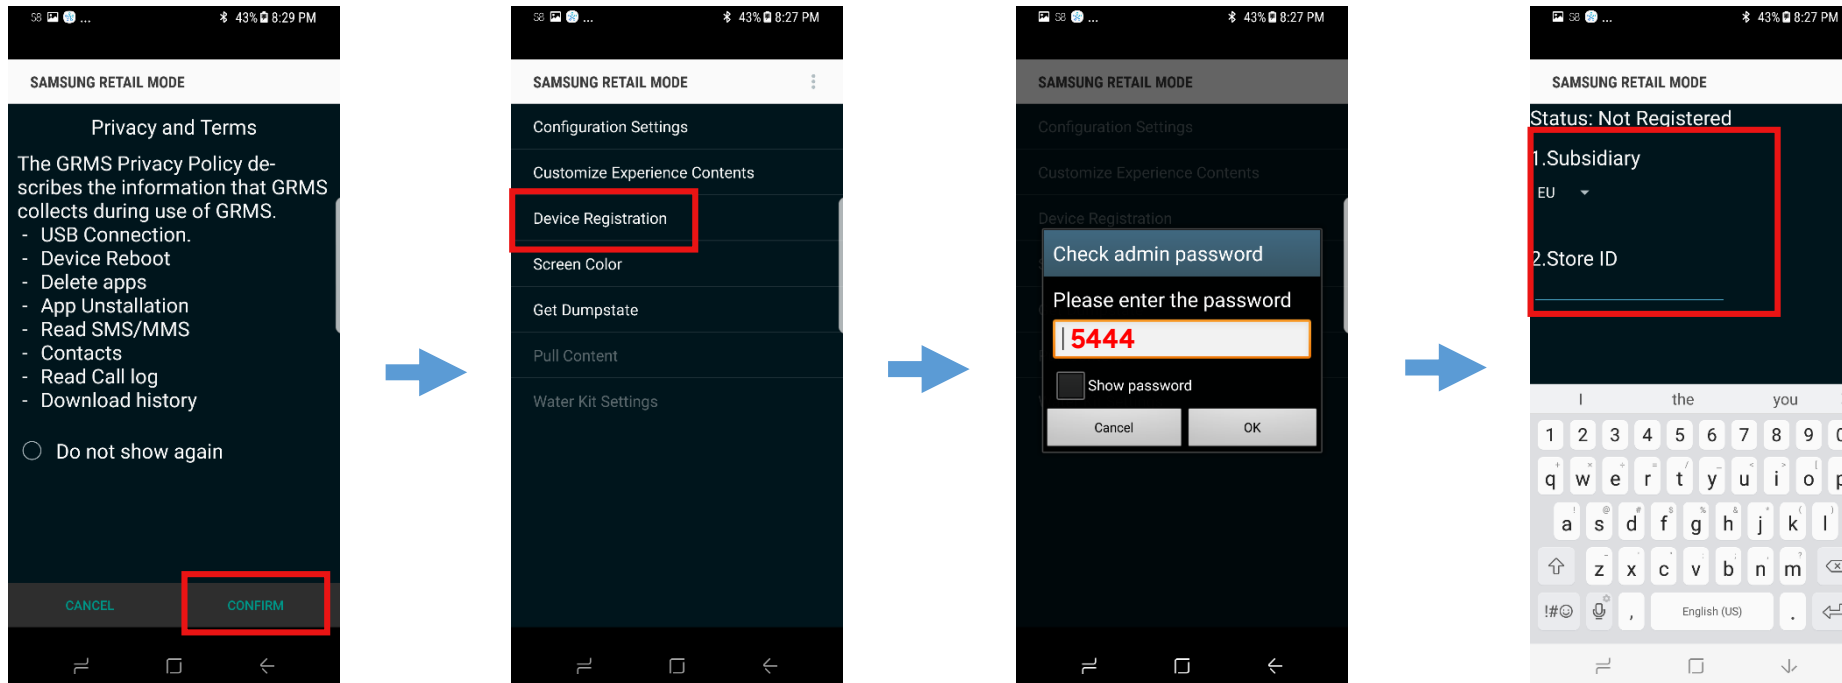 S8 ... 43% 8:29 PM
SAMSUNG RETAIL MODE
Privacy and Terms
The GRMS Privacy Policy de-
scribes the information that GRMS
collects during use of GRMS.
- USB Connection.
- Device Reboot
- Delete apps
- App Unstallation
- Read SMS/MMS
- Contacts
- Read Call log
- Download history
Do not show again
CANCEL CONFIRM
S8 ... 43% 8:27 PM
SAMSUNG RETAIL MODE
Configuration Settings
Customize Experience Contents
Device Registration
Screen Color
Get Dumpstate
Pull Content
Water Kit Settings
S8 ... 43% 8:27 PM
SAMSUNG RETAIL MODE
Configuration Settings
Customize Experience Contents
Device Registration
Check admin password
Please enter the password
5444
Show password
Cancel OK
S8 ... 43% 8:27 PM
SAMSUNG RETAIL MODE
Status: Not Registered
1.Subsidiary
EU
2.Store ID
I the you
1 2 3 4 5 6 7 8 9 0
q w e r t y u i o p
a s d f g h j k l
z x c v b n m
!#☺ , English (US) .